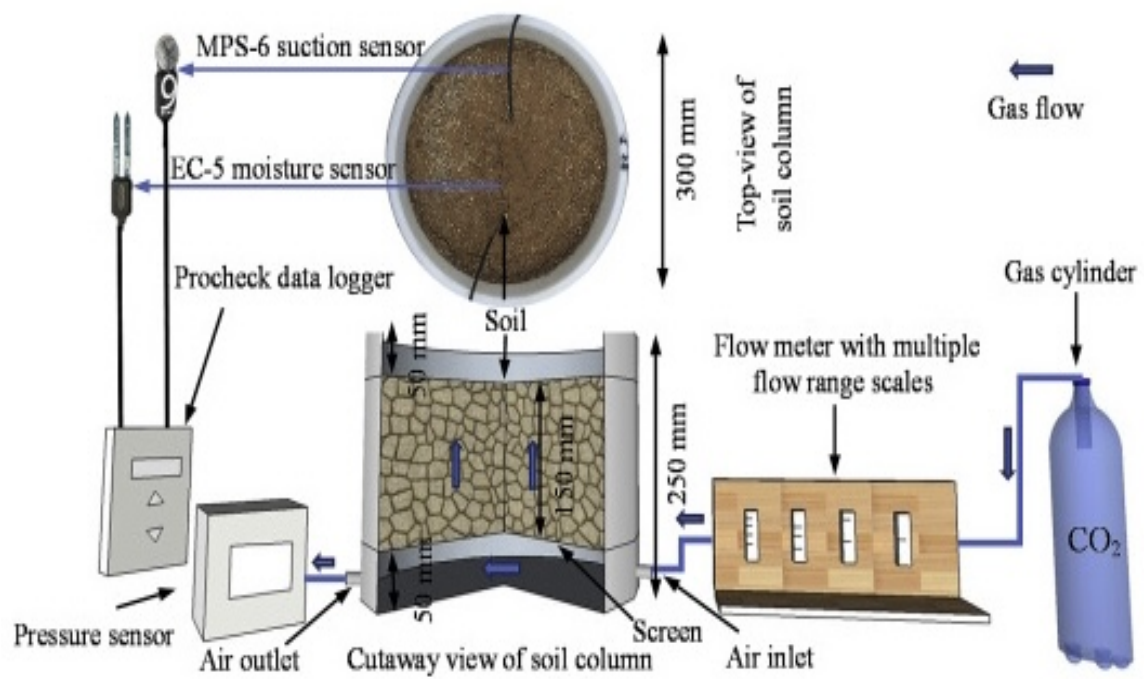 MPS-6 suction sensor
9
EC-5 moisture sensor
300 mm
Top-view of
soil column
Gas flow
Procheck data logger
Soil
Gas cylinder
Flow meter with multiple
flow range scales
50 mm
150 mm
250 mm
50 mm
CO₂
Pressure sensor
Air outlet
Cutaway view of soil column
Screen
Air inlet